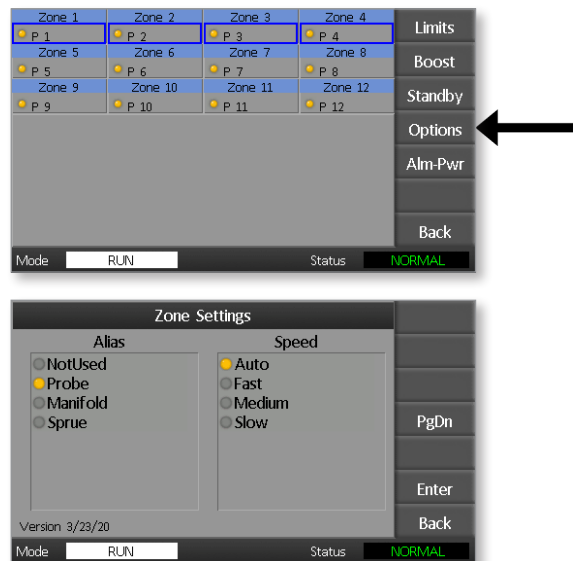 Zone 1 Zone 2 Zone 3 Zone 4
P 1 P 2 P 3 P 4
Zone 5 Zone 6 Zone 7 Zone 8
P 5 P 6 P 7 P 8
Zone 9 Zone 10 Zone 11 Zone 12
P 9 P 10 P 11 P 12
Limits
Boost
Standby
Options
Alm-Pwr
Back
Mode RUN Status NORMAL
Zone Settings
Alias Speed
NotUsed Auto
Probe Fast
Manifold Medium
Sprue Slow
PgDn
Enter
Back
Version 3/23/20
Mode RUN Status NORMAL